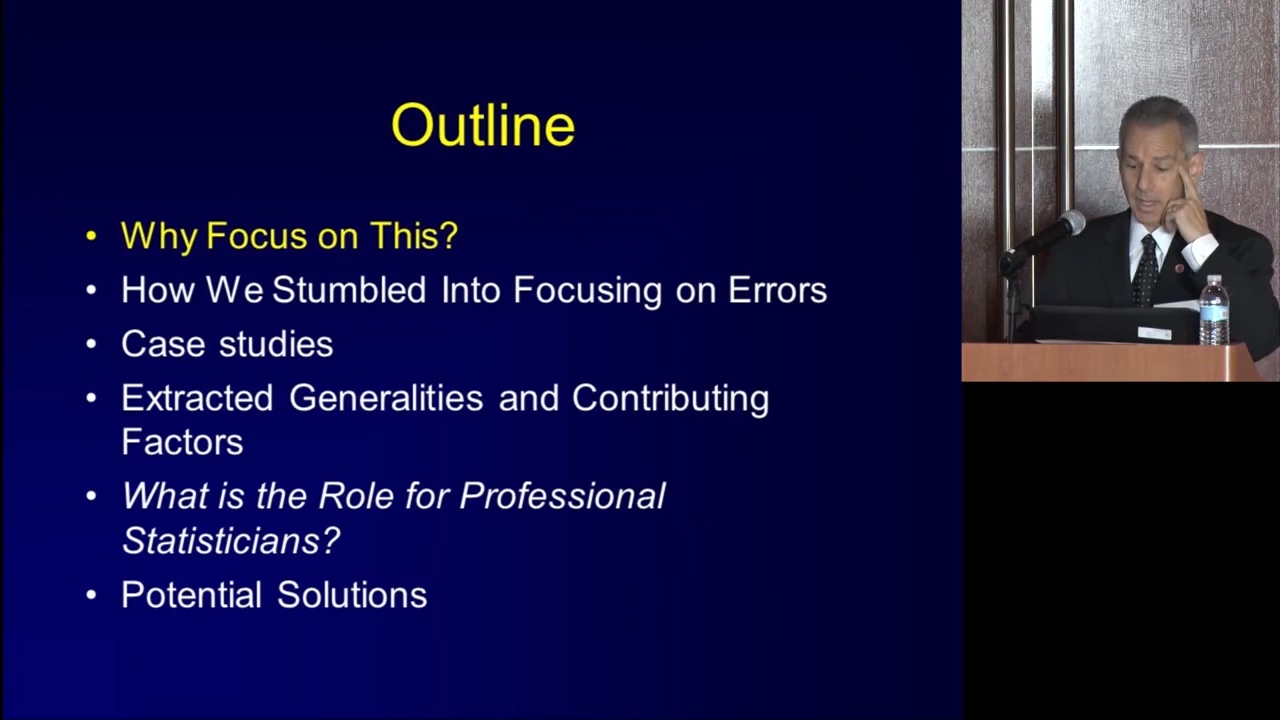 Outline
• Why Focus on This?
• How We Stumbled Into Focusing on Errors
• Case studies
• Extracted Generalities and Contributing
Factors
• What is the Role for Professional
Statisticians?
• Potential Solutions